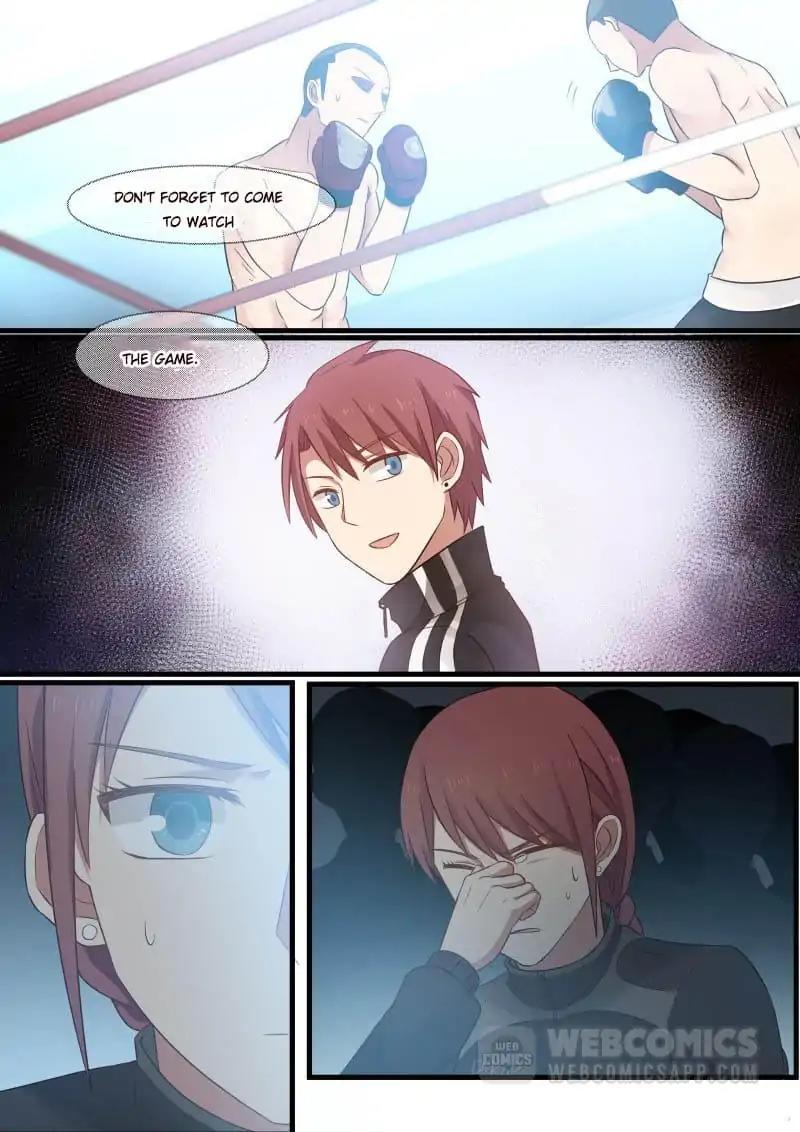 DON'T FORGET TO COME
TO WATCH
THE GAME.
WEB
COMICS
WEBCOMICS
WEBCOMICSAPP.COM